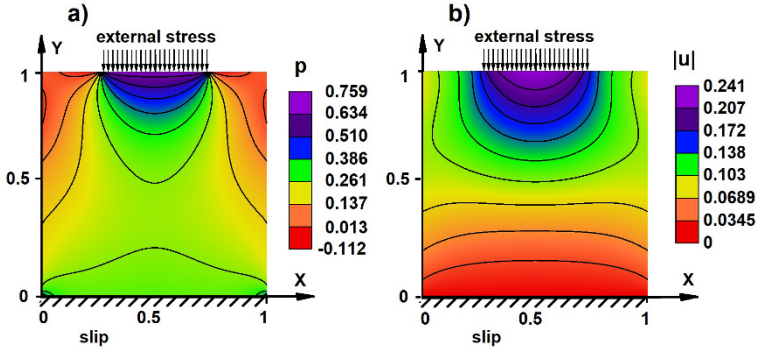 a)
external stress
Y
p
1
0.759
0.634
0.510
0.386
0.5
0.261
0.137
0.013
-0.112
X
0
0 0.5 1
slip
b)
external stress
Y
|u|
1
0.241
0.207
0.172
0.138
0.5
0.103
0.0689
0.0345
0
X
0
0 0.5 1
slip